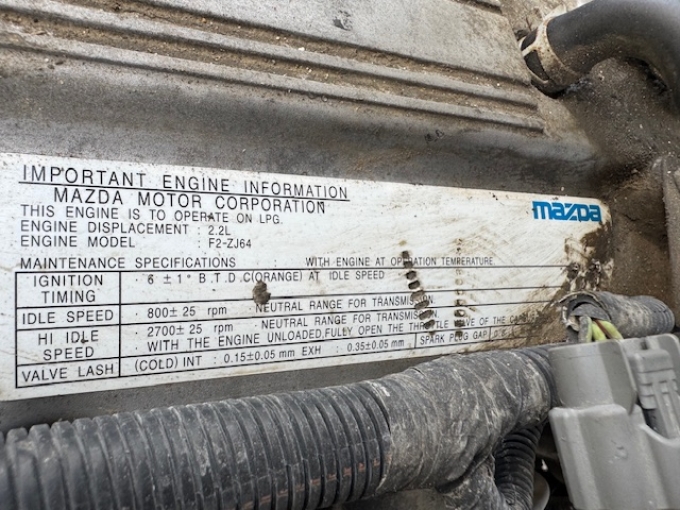 IMPORTANT ENGINE INFORMATION
MAZDA MOTOR CORPORATION
mazda
THIS ENGINE IS TO OPERATE ON LPG.
ENGINE DISPLACEMENT : 2.2L
ENGINE MODEL : F2-ZJ64
MAINTENANCE SPECIFICATIONS : WITH ENGINE AT OPERATION TEMPERATURE
IGNITION TIMING · 6 ±1° B.T.D.C(ORANGE) AT IDLE SPEED
IDLE SPEED · 800± 25 rpm · NEUTRAL RANGE FOR TRANSMISSION
HI IDLE SPEED · 2700± 25 rpm · NEUTRAL RANGE FOR TRANSMISSION
· WITH THE ENGINE UNLOADED,FULLY OPEN THE THROTTLE VALVE OF THE
VALVE LASH (COLD) INT : 0.15±0.05 mm EXH : 0.35±0.05 mm SPARK PLUG GAP